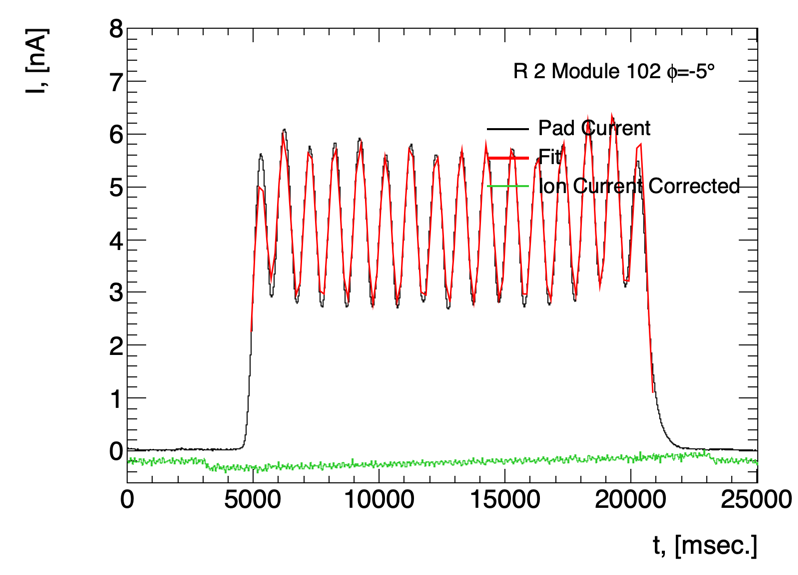 I, [nA]
8
7
6
5
4
3
2
1
0
R 2 Module 102 ϕ=-5°
Pad Current
Fit
Ion Current Corrected
0 5000 10000 15000 20000 25000
t, [msec.]